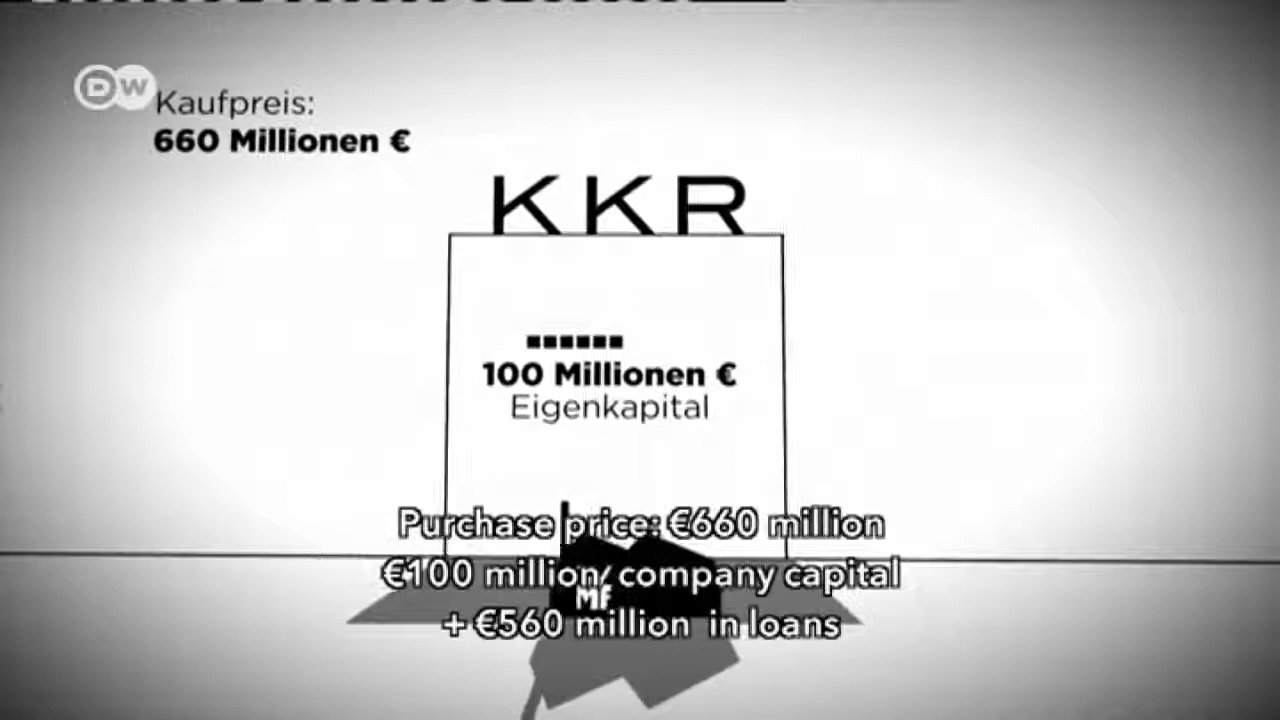 DW
Kaufpreis:
660 Millionen €
KKR
100 Millionen €
Eigenkapital
Purchase price: €660 million
€100 million company capital
+ €560 million in loans
MF